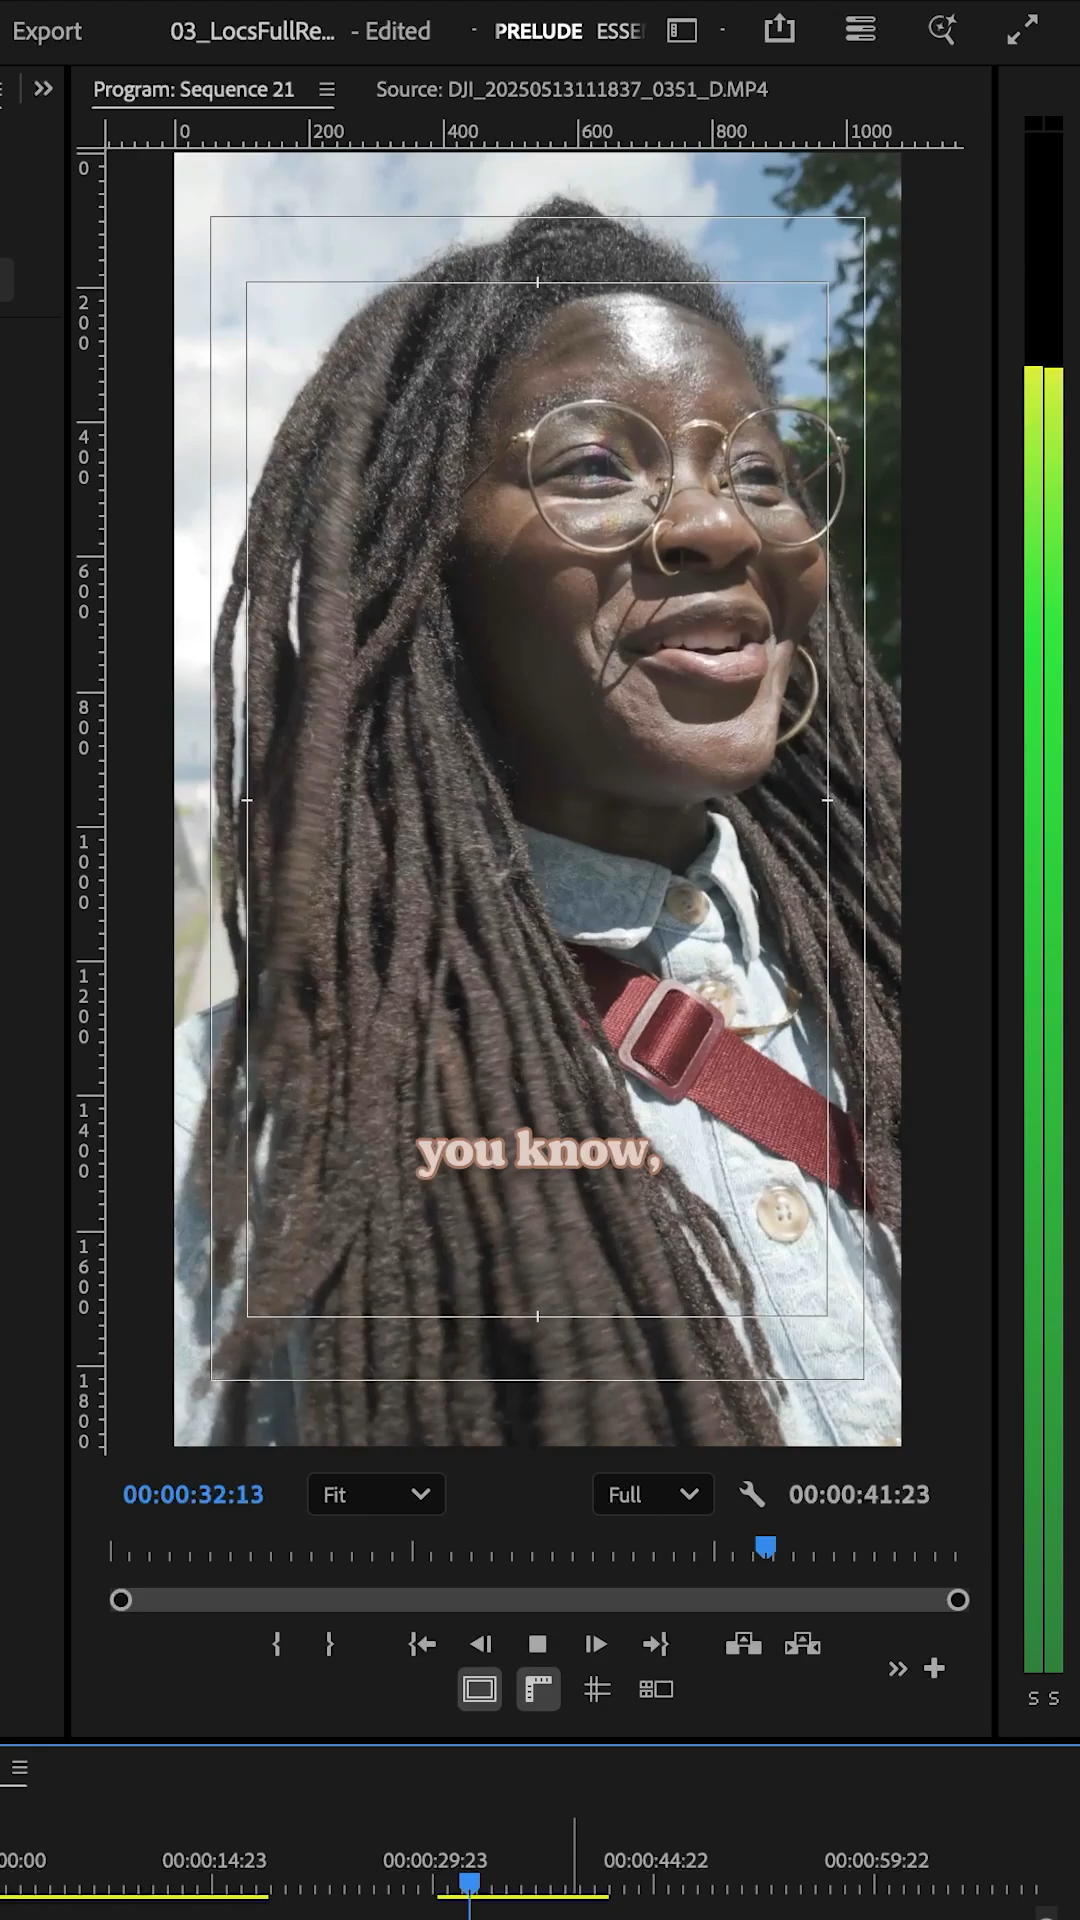 Export
03_LocsFullRe... - Edited
PRELUDE
ESSE
Program: Sequence 21
Source: DJI_20250513111837_0351_D.MP4
0 200 400 600 800 1000
0
200
400
600
800
1000
1200
1400
1600
1800
you know,
00:00:32:13
Fit
Full
00:00:41:23
S S
00:00
00:00:14:23
00:00:29:23
00:00:44:22
00:00:59:22